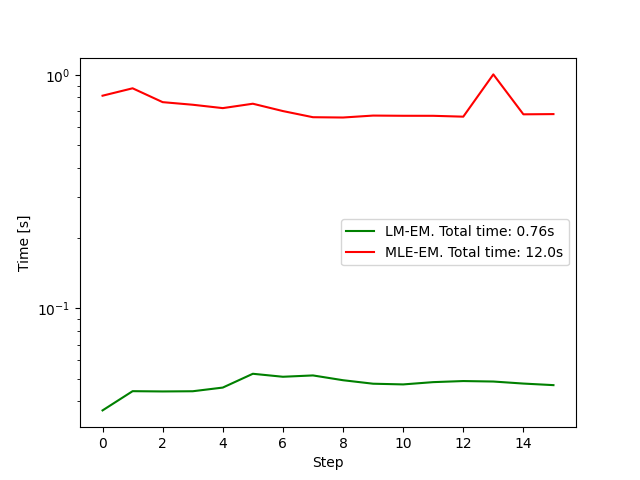 10⁰
10⁻¹
Time [s]
LM-EM. Total time: 0.76s
MLE-EM. Total time: 12.0s
0 2 4 6 8 10 12 14
Step